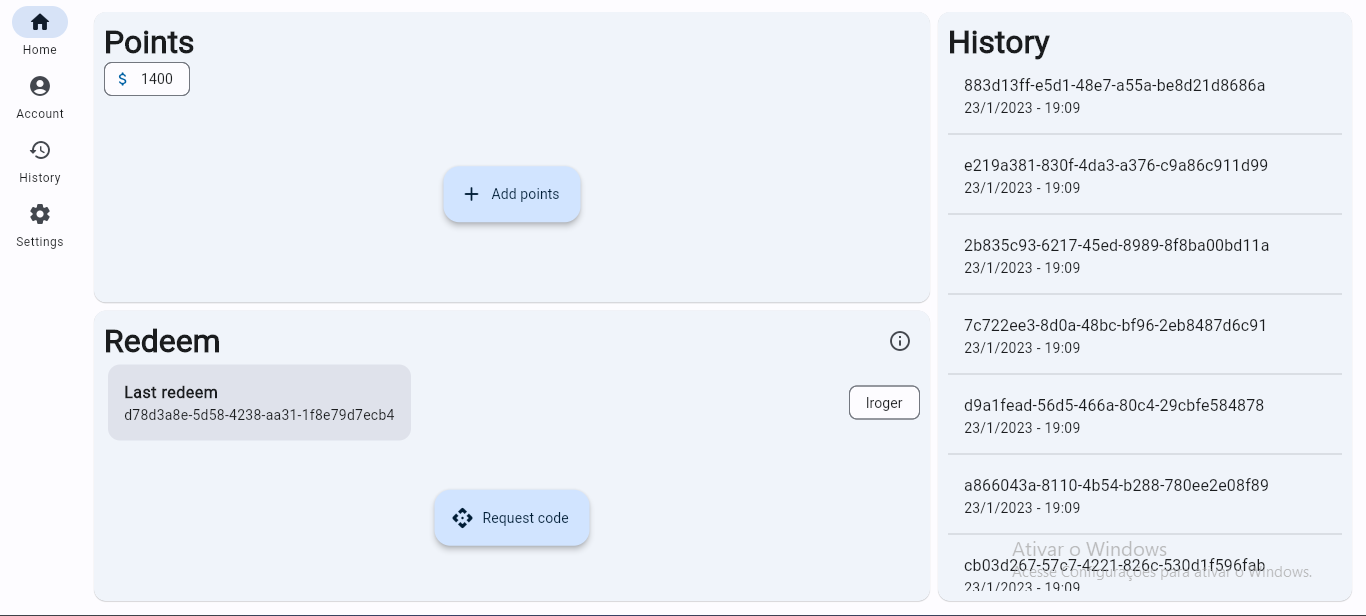 Home
Account
History
Settings
Points
$ 1400
Add points
Redeem
Last redeem
d78d3a8e-5d58-4238-aa31-1f8e79d7ecb4
lroger
Request code
History
883d13ff-e5d1-48e7-a55a-be8d21d8686a
23/1/2023 - 19:09
e219a381-830f-4da3-a376-c9a86c911d99
23/1/2023 - 19:09
2b835c93-6217-45ed-8989-8f8ba00bd11a
23/1/2023 - 19:09
7c722ee3-8d0a-48bc-bf96-2eb8487d6c91
23/1/2023 - 19:09
d9a1fead-56d5-466a-80c4-29cbfe584878
23/1/2023 - 19:09
a866043a-8110-4b54-b288-780ee2e08f89
23/1/2023 - 19:09
Ativar o Windows
cb03d267-57c7-4221-826c-530d1f596fab
Acesse Configurações para ativar o Windows.
23/1/2023 - 19:09